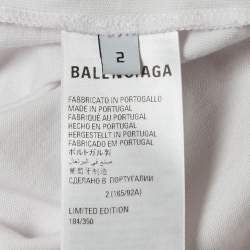 2
BALENCIAGA
FABBRICATO IN PORTOGALLO
MADE IN PORTUGAL
FABRIQUÉ AU PORTUGAL
HECHO EN PORTUGAL
HERGESTELLT IN PORTUGAL
FABRICADO EM PORTUGAL
ポルトガル製
صنع في البرتغال
葡萄牙制造
СДЕЛАНО В ПОРТУГАЛИИ
2 (165/92A)
LIMITED EDITION
184/350